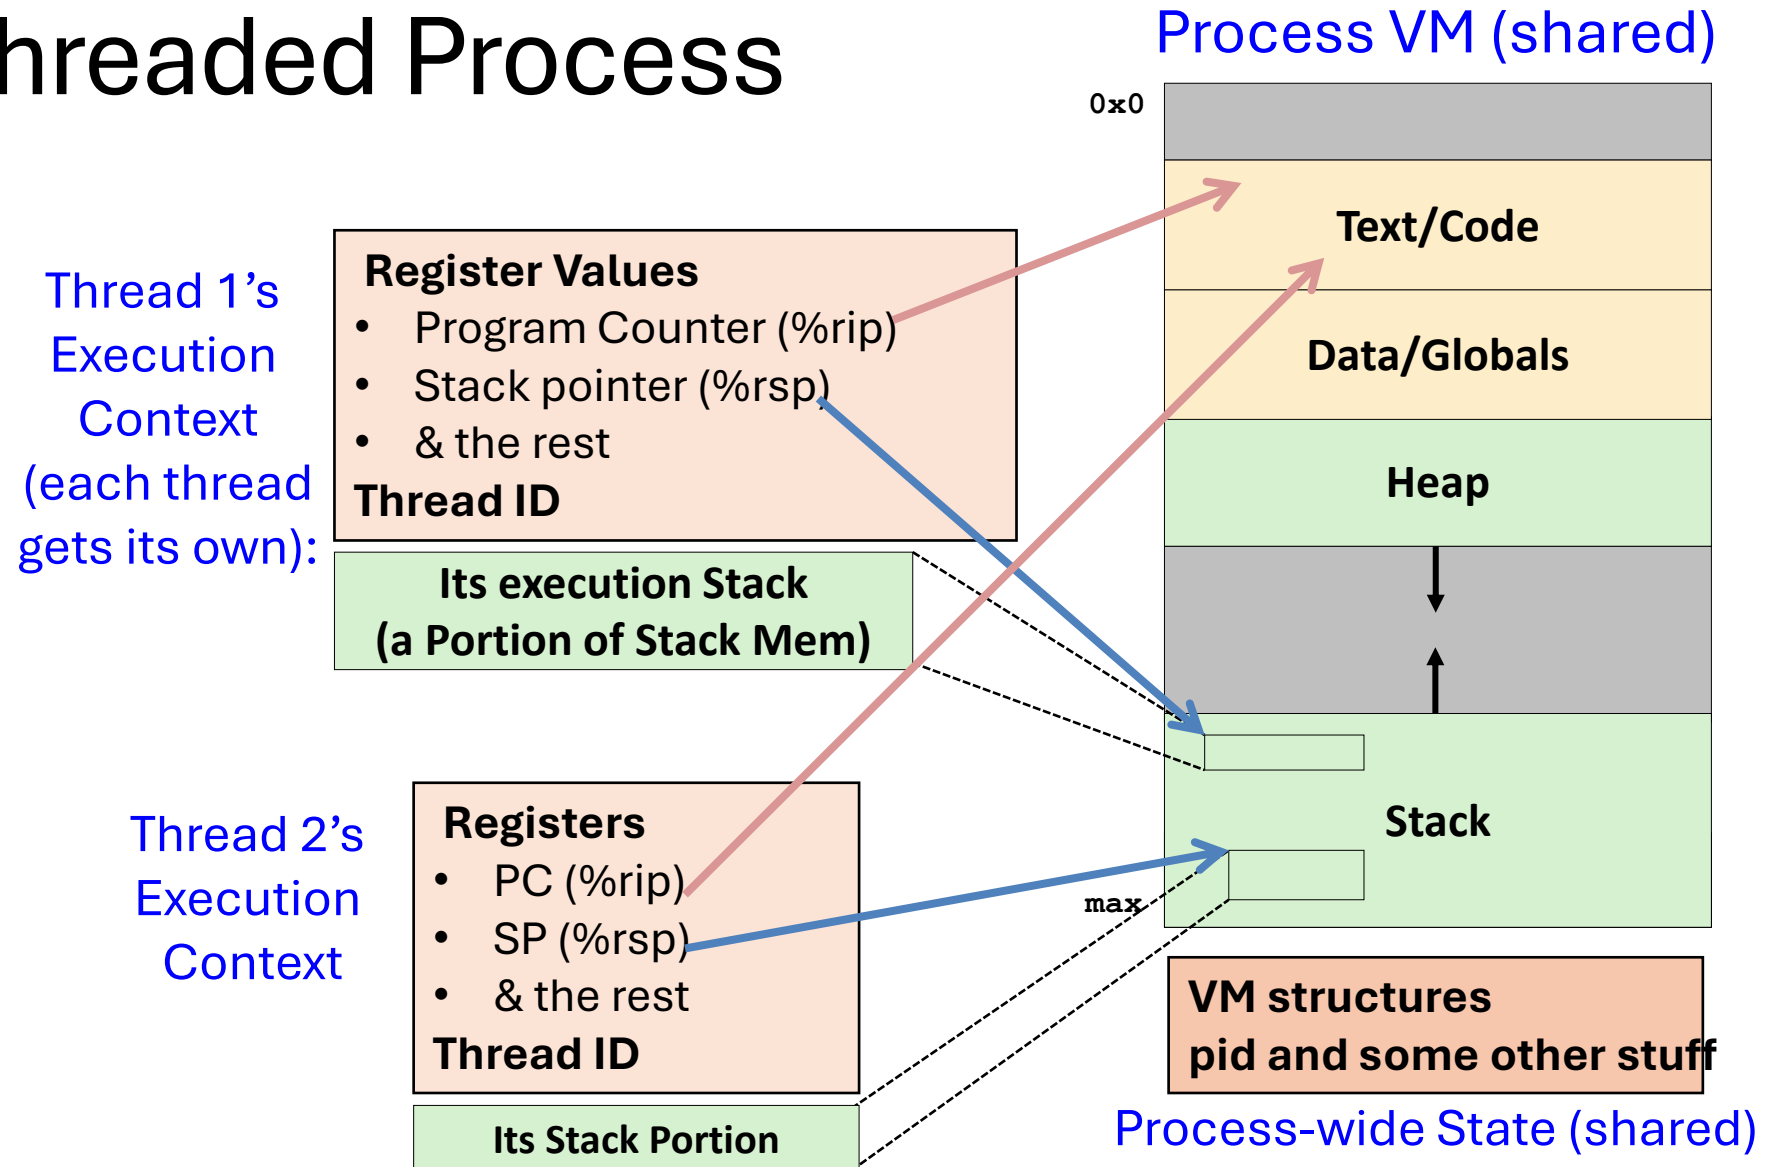 hreaded Process
Process VM (shared)
0x0
Text/Code
Data/Globals
Heap
Stack
max
Thread 1’s
Execution
Context
(each thread
gets its own):
Register Values
• Program Counter (%rip)
• Stack pointer (%rsp)
• & the rest
Thread ID
Its execution Stack
(a Portion of Stack Mem)
Thread 2’s
Execution
Context
Registers
• PC (%rip)
• SP (%rsp)
• & the rest
Thread ID
Its Stack Portion
VM structures
pid and some other stuff
Process-wide State (shared)